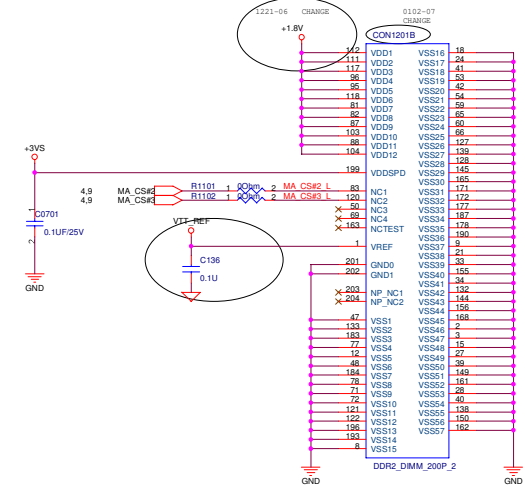 1221-06 CHANGE
0102-07
CHANGE
+1.8V
CON1201B
112 VDD1 VSS16 18
111 VDD2 VSS17 24
117 VDD3 VSS18 41
96 VDD4 VSS19 53
95 VDD5 VSS20 42
118 VDD6 VSS21 54
81 VDD7 VSS22 59
82 VDD8 VSS23 65
87 VDD9 VSS24 60
103 VDD10 VSS25 66
88 VDD11 VSS26 127
104 VDD12 VSS27 139
VSS28 128
199 VDDSPD VSS29 145
VSS30 165
83 NC1 VSS31 171
120 NC2 VSS32 172
50 NC3 VSS33 177
69 NC4 VSS34 187
163 NCTEST VSS35 178
VSS36 190
1 VREF VSS37 9
VSS38 21
201 GND0 VSS39 33
202 GND1 VSS40 155
VSS41 34
203 NP_NC1 VSS42 132
204 NP_NC2 VSS43 144
VSS44 156
47 VSS1 VSS45 168
133 VSS2 VSS46 2
183 VSS3 VSS47 3
77 VSS4 VSS48 15
12 VSS5 VSS49 27
48 VSS6 VSS50 39
184 VSS7 VSS51 149
78 VSS8 VSS52 161
71 VSS9 VSS53 28
72 VSS10 VSS54 40
121 VSS11 VSS55 138
122 VSS12 VSS56 150
196 VSS13 VSS57 162
193 VSS14
8 VSS15
DDR2_DIMM_200P_2
+3VS
4,9 MA_CS#2 R1101 1 0Ohm 2 MA_CS#2_L
4,9 MA_CS#3 R1102 1 0Ohm 2 MA_CS#3_L
1
C0701
0.1UF/25V
2
GND
VTT_REF
C136
0.1U
GND
GND